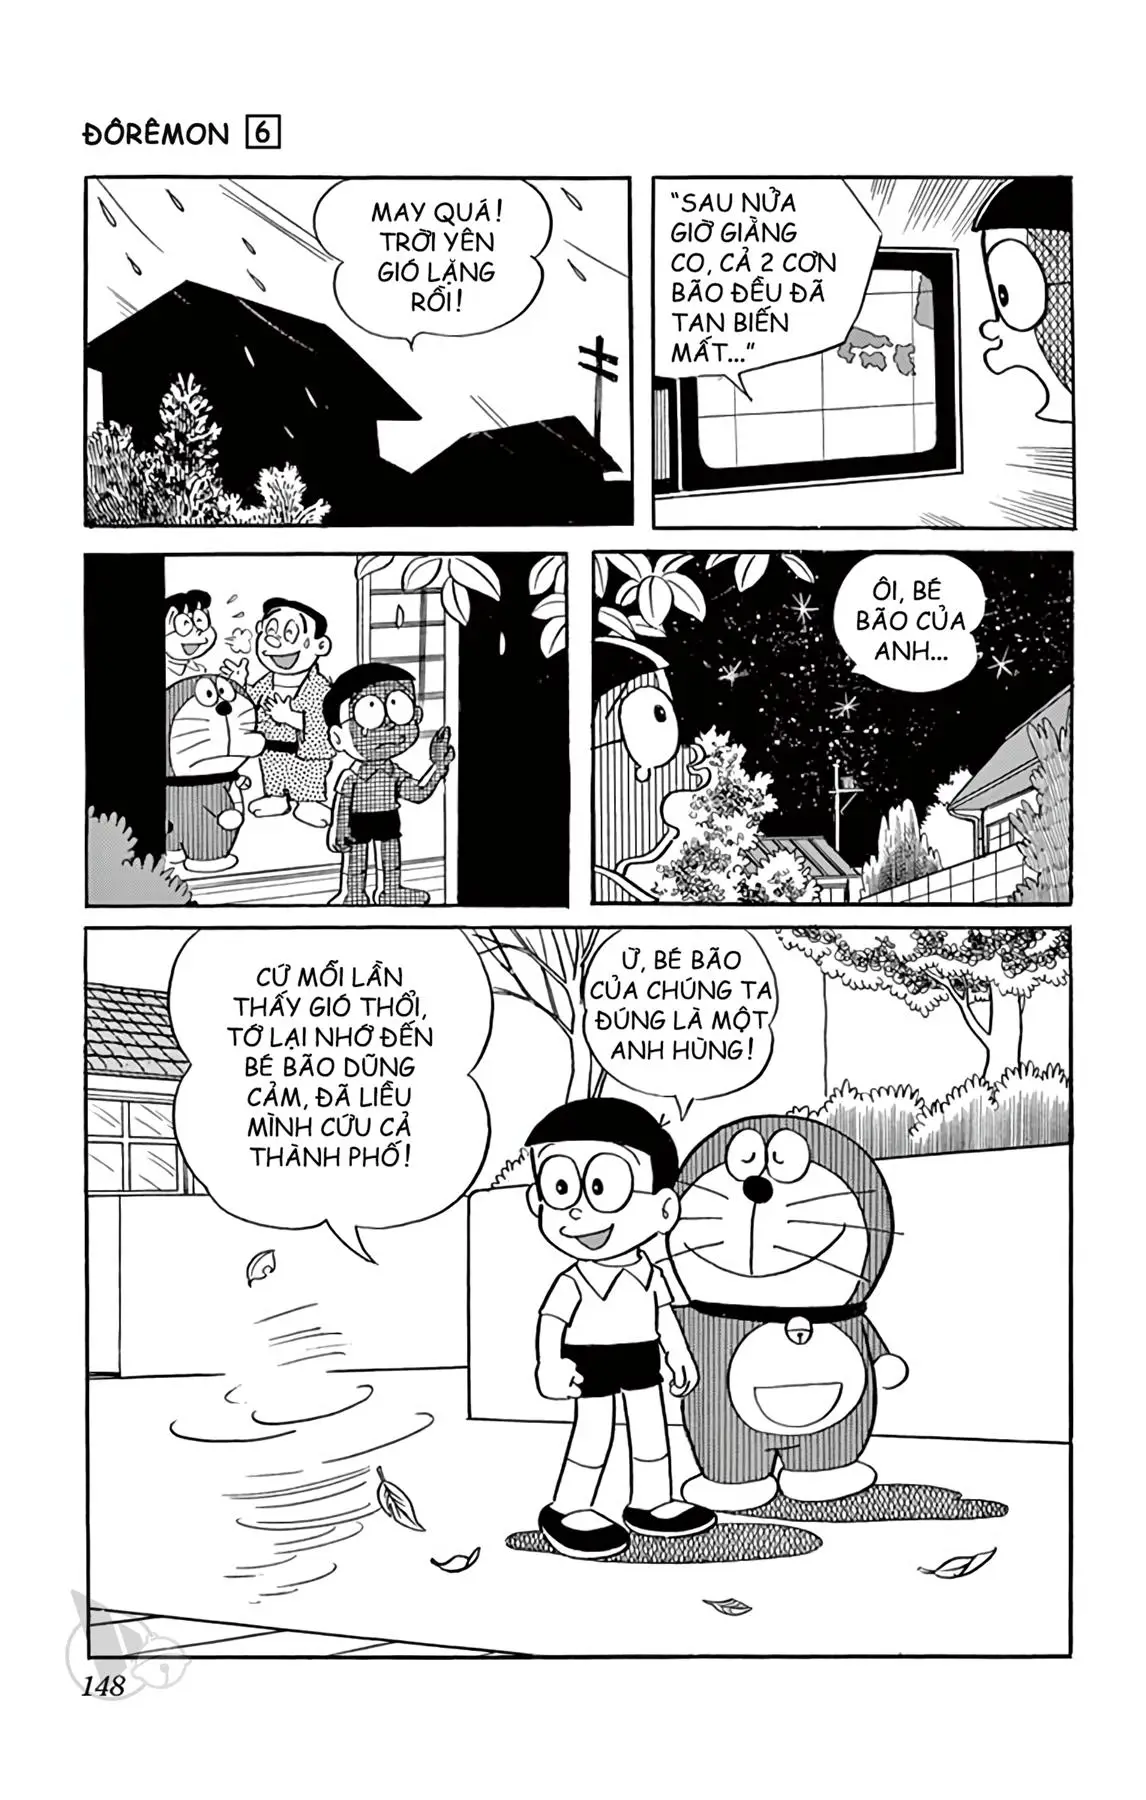 ĐÔRÊMON 6
MAY QUÁ!
TRỜI YÊN
GIÓ LẶNG
RỒI!
"SAU NỬA
GIỜ GIẰNG
CO, CẢ 2 CƠN
BÃO ĐỀU ĐÃ
TAN BIẾN
MẤT..."
ÔI, BÉ
BÃO CỦA
ANH...
CỨ MỖI LẦN
THẤY GIÓ THỔI,
TỚ LẠI NHỚ ĐẾN
BÉ BÃO DŨNG
CẢM, ĐÃ LIỀU
MÌNH CỨU CẢ
THÀNH PHỐ!
Ừ, BÉ BÃO
CỦA CHÚNG TA
ĐÚNG LÀ MỘT
ANH HÙNG!
148